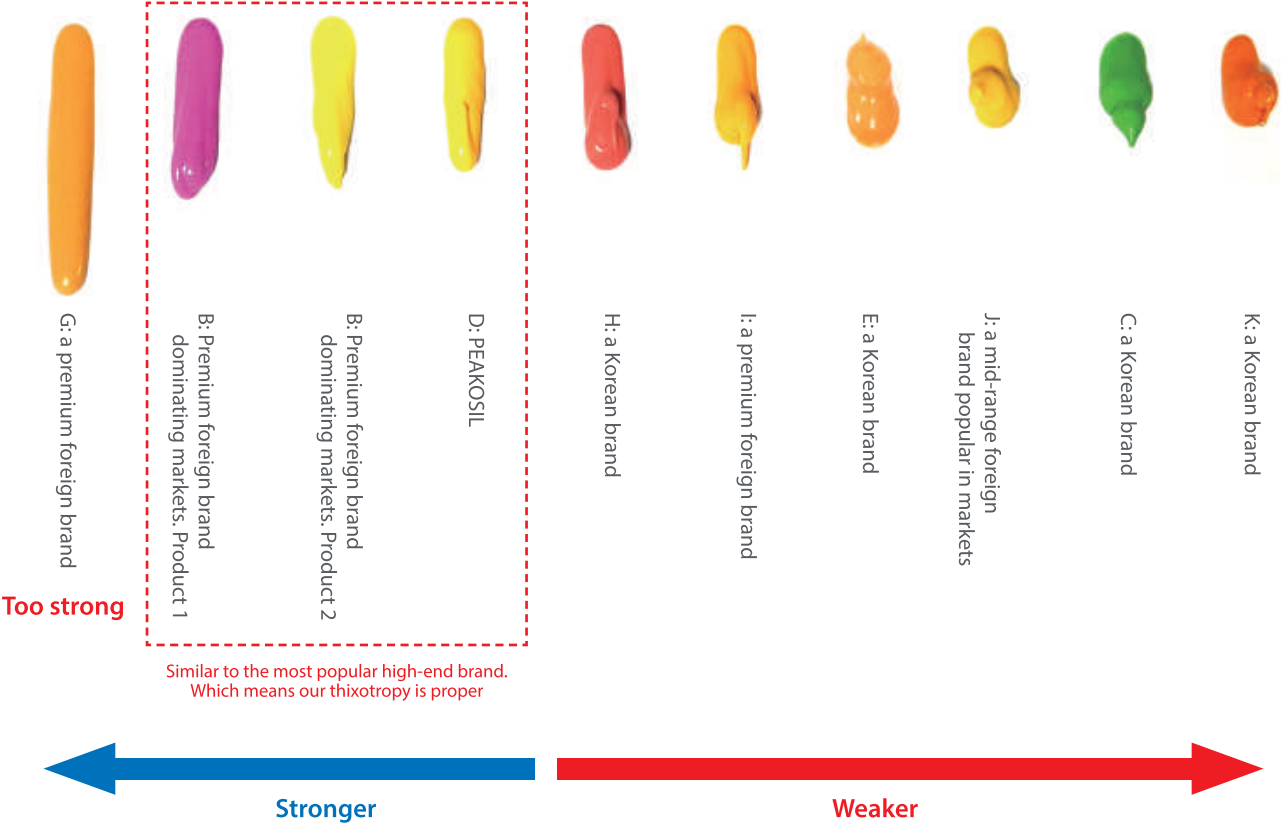 G: a premium foreign brand
Too strong
B: Premium foreign brand
dominating markets. Product 1
B: Premium foreign brand
dominating markets. Product 2
D: PEAKOSIL
H: a Korean brand
I: a premium foreign brand
E: a Korean brand
J: a mid-range foreign
brand popular in markets
C: a Korean brand
K: a Korean brand
Similar to the most popular high-end brand.
Which means our thixotropy is proper
Stronger
Weaker